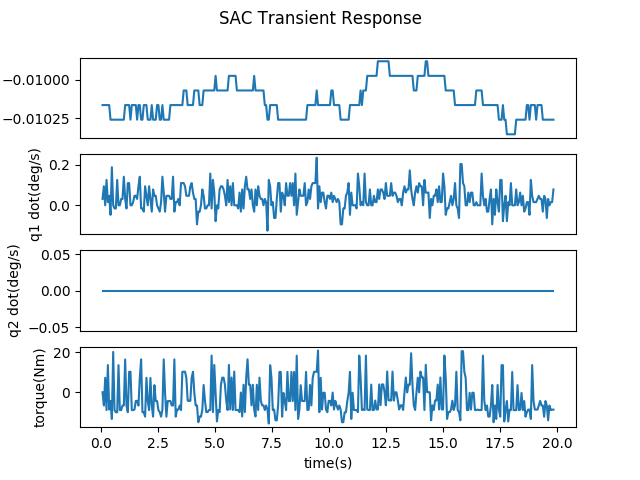 SAC Transient Response
−0.01000
−0.01025
q1 dot(deg/s)
0.2
0.0
q2 dot(deg/s)
0.05
0.00
−0.05
torque(Nm)
20
0
0.0 2.5 5.0 7.5 10.0 12.5 15.0 17.5 20.0
time(s)